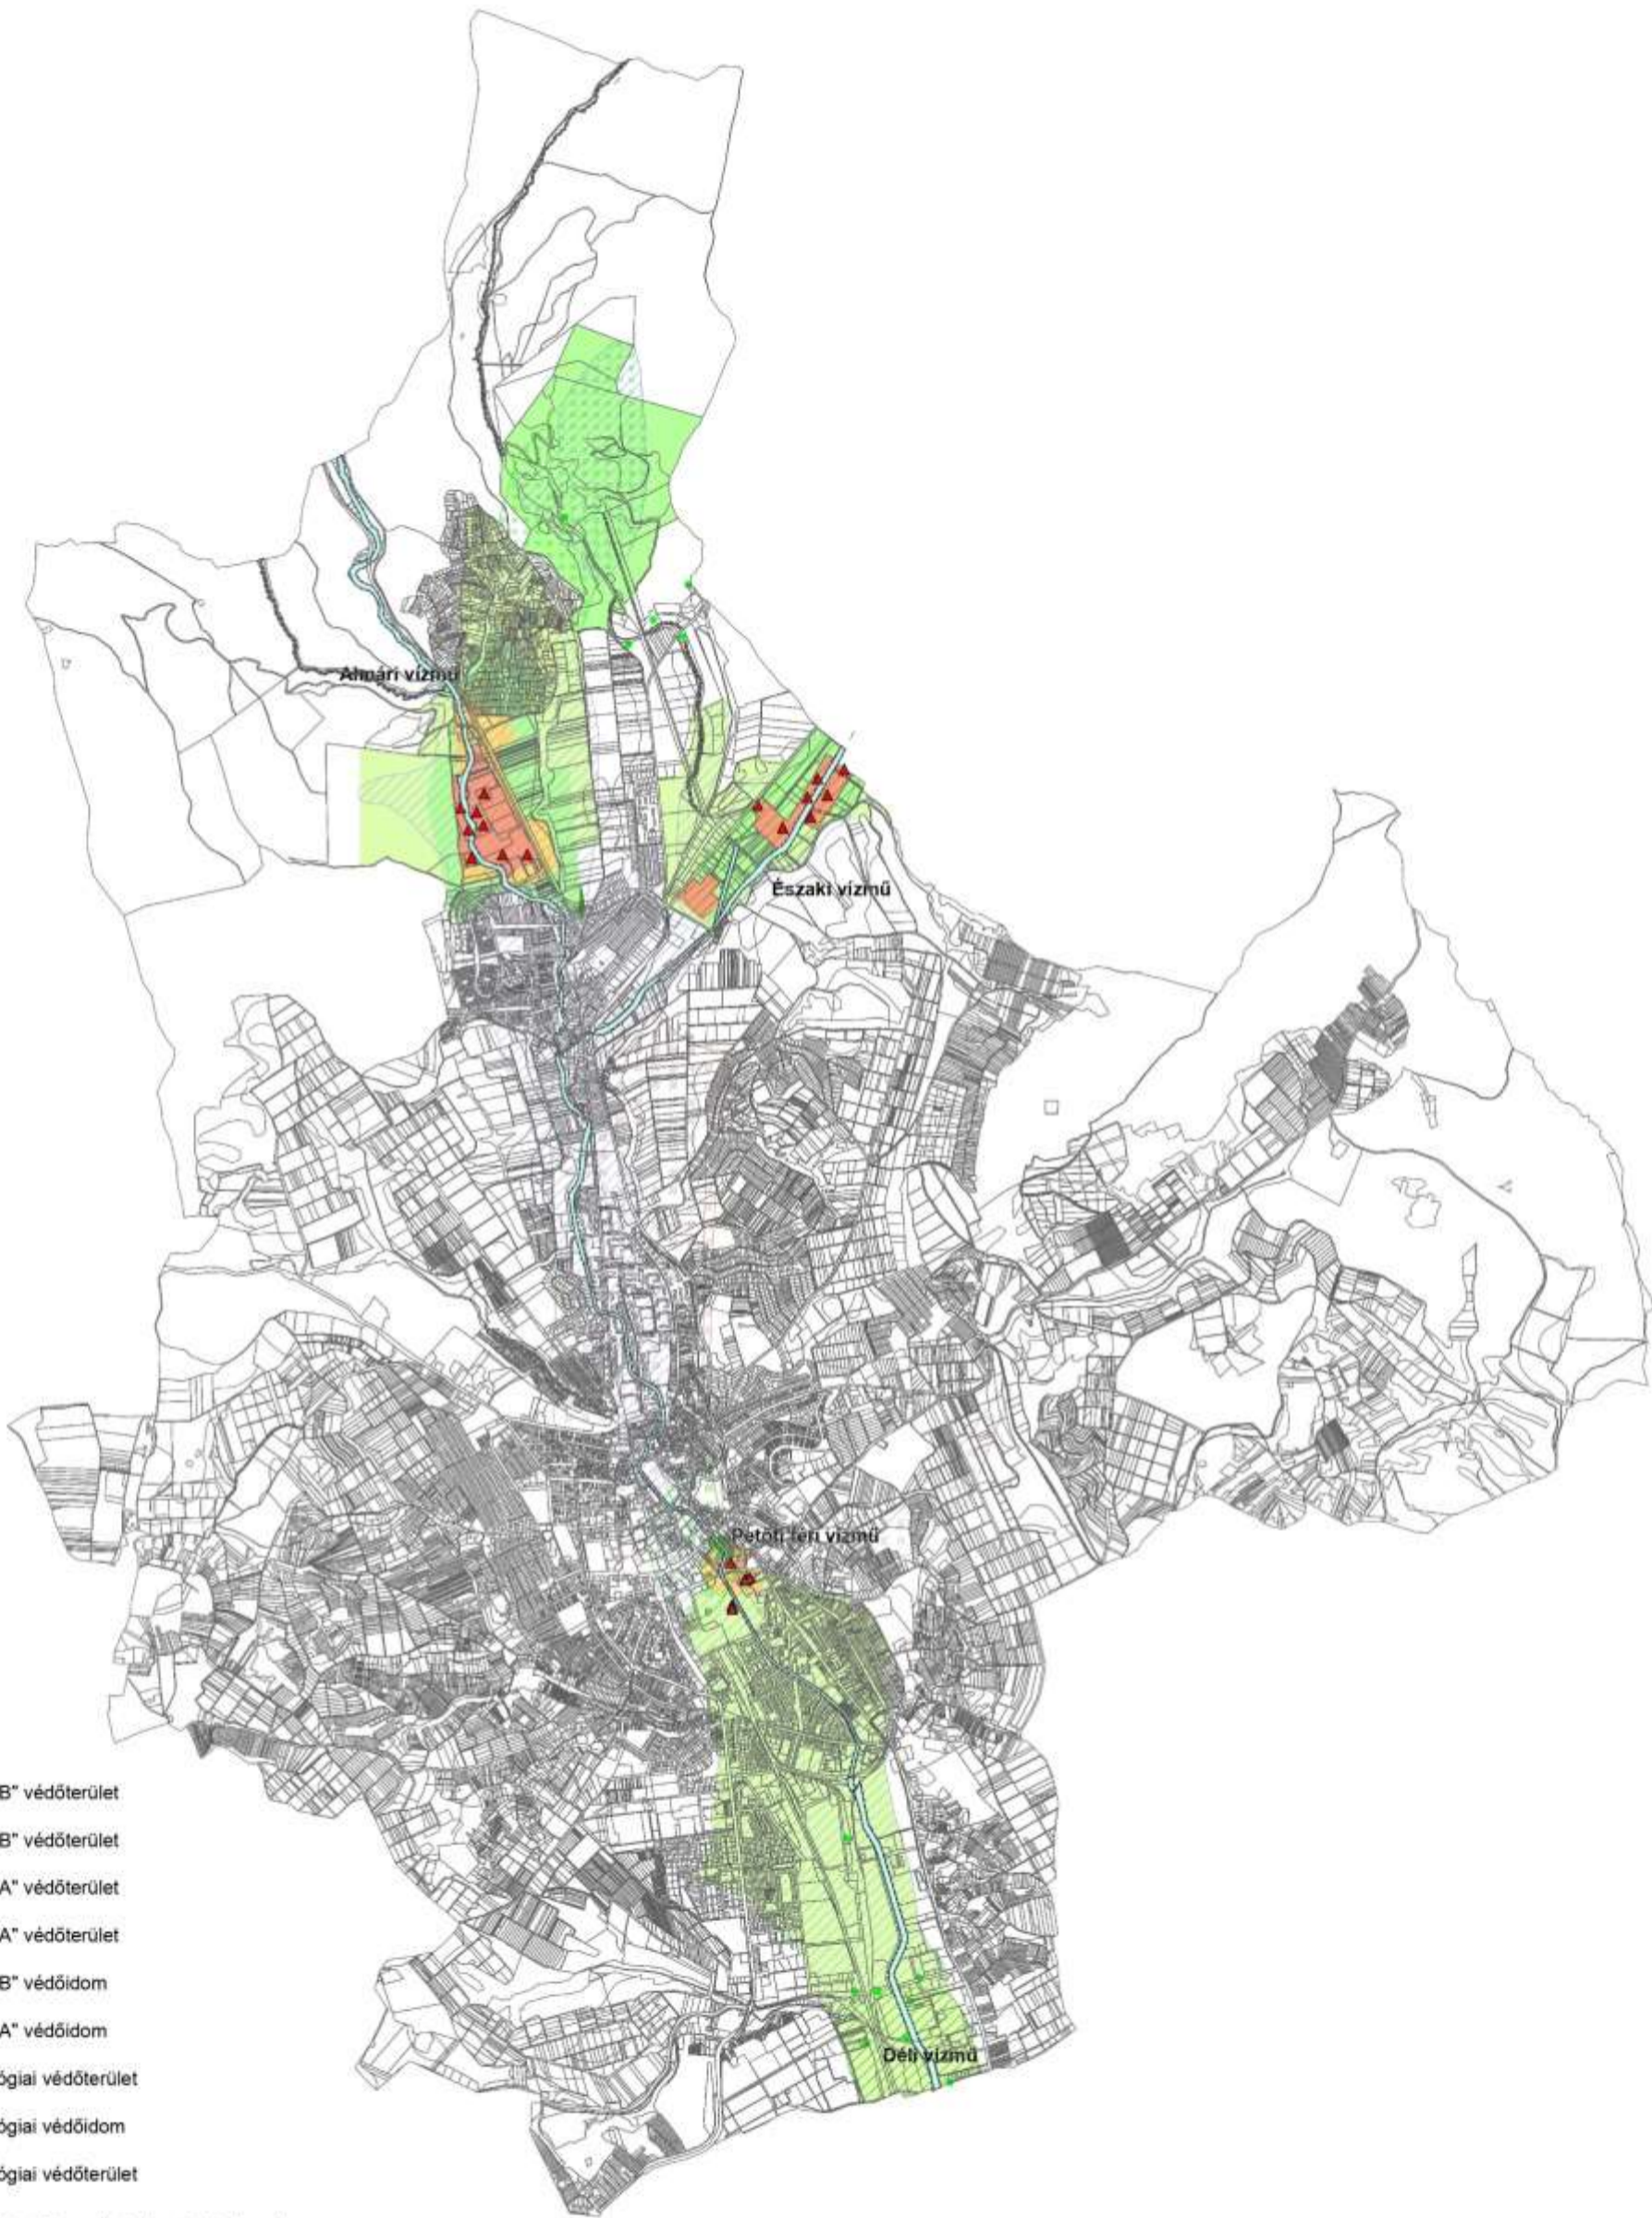 Almári vízmű
Északi vízmű
Petőfi téri vízmű
Déli vízmű
B" védőterület
B" védőterület
A" védőterület
A" védőterület
B" védőidom
A" védőidom
ógiai védőterület
ógiai védőidom
ógiai védőterület